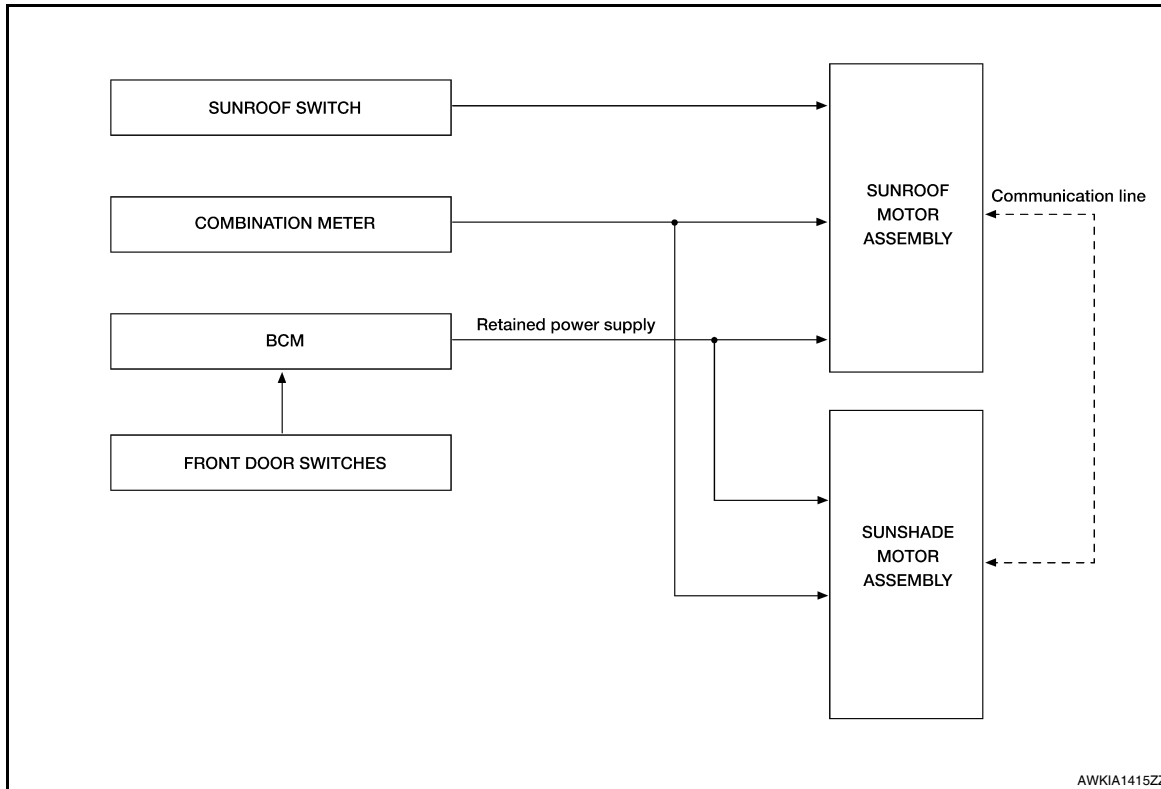 SUNROOF SWITCH
COMBINATION METER
BCM
FRONT DOOR SWITCHES
Retained power supply
SUNROOF
MOTOR
ASSEMBLY
Communication line
SUNSHADE
MOTOR
ASSEMBLY
AWKIA1415ZZ